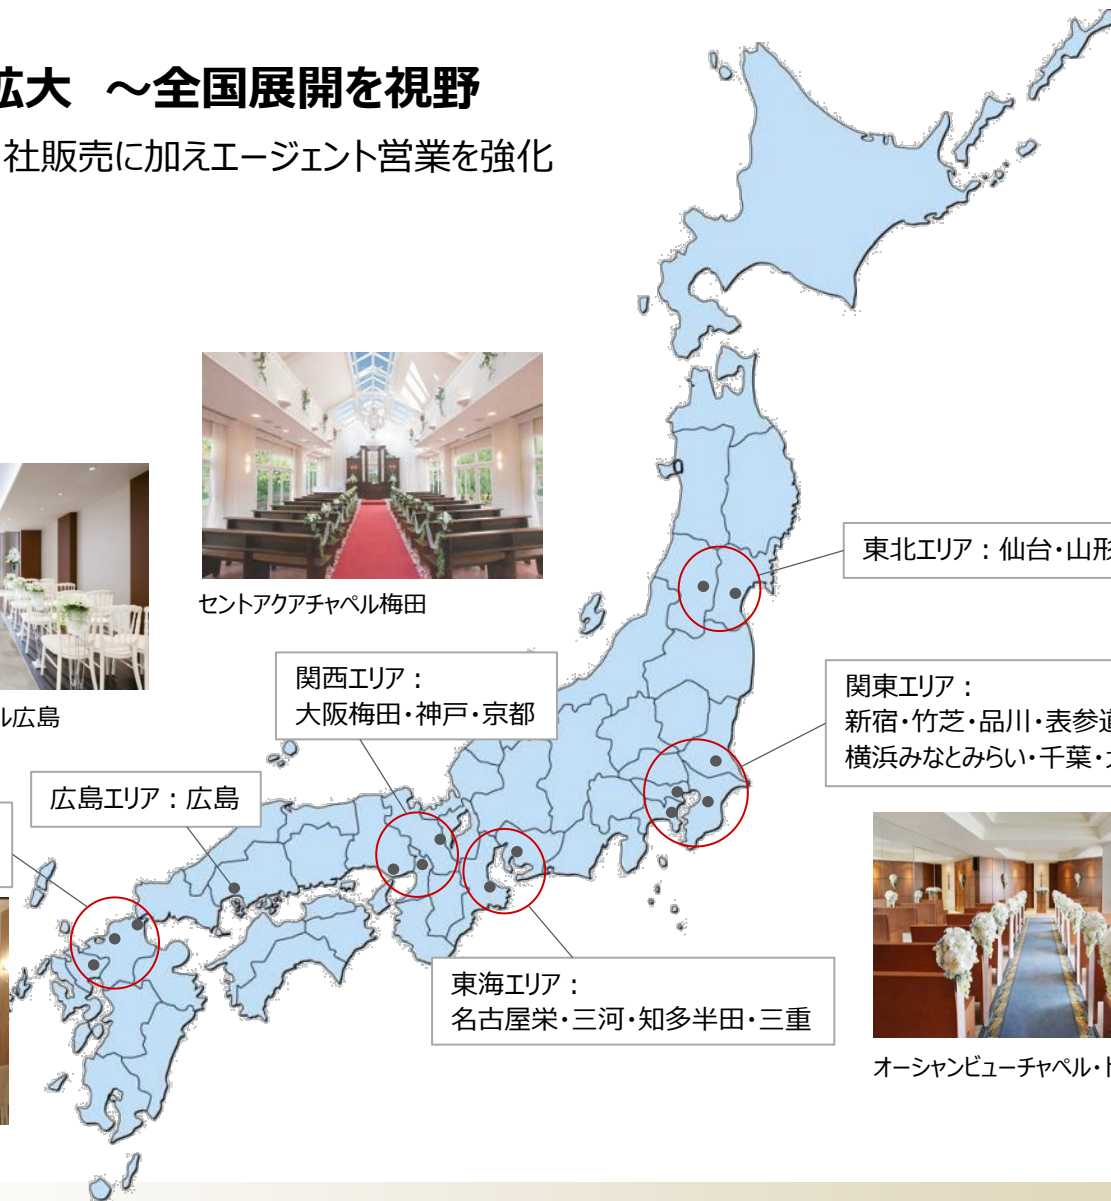 拡大 ～全国展開を視野
社販売に加えエージェント営業を強化
セントアクアチャペル梅田
東北エリア：仙台・山形
関西エリア：
大阪梅田・神戸・京都
ル広島
関東エリア：
新宿・竹芝・品川・表参道
横浜みなとみらい・千葉・
広島エリア：広島
東海エリア：
名古屋栄・三河・知多半田・三重
オーシャンビューチャペル・